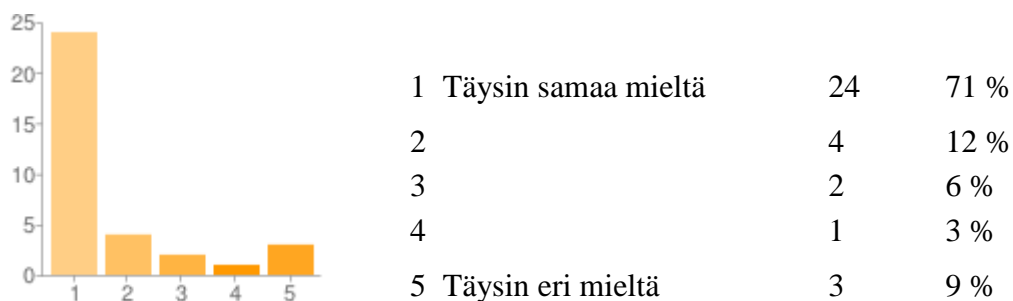 25
20
15
10
5
0
1 2 3 4 5
1 Täysin samaa mieltä 24 71 %
2 4 12 %
3 2 6 %
4 1 3 %
5 Täysin eri mieltä 3 9 %